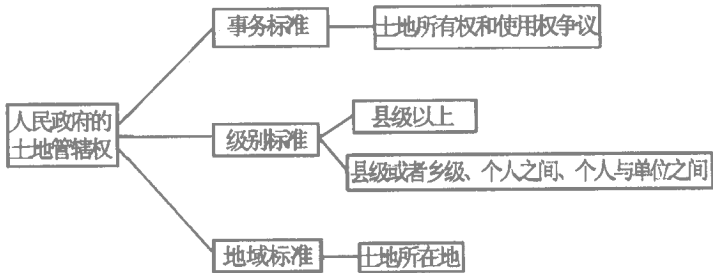 事务标准
土地所有权和使用权争议
人民政府的
土地管辖权
级别标准
县级以上
县级或者乡级、个人之间、个人与单位之间
地域标准
土地所在地